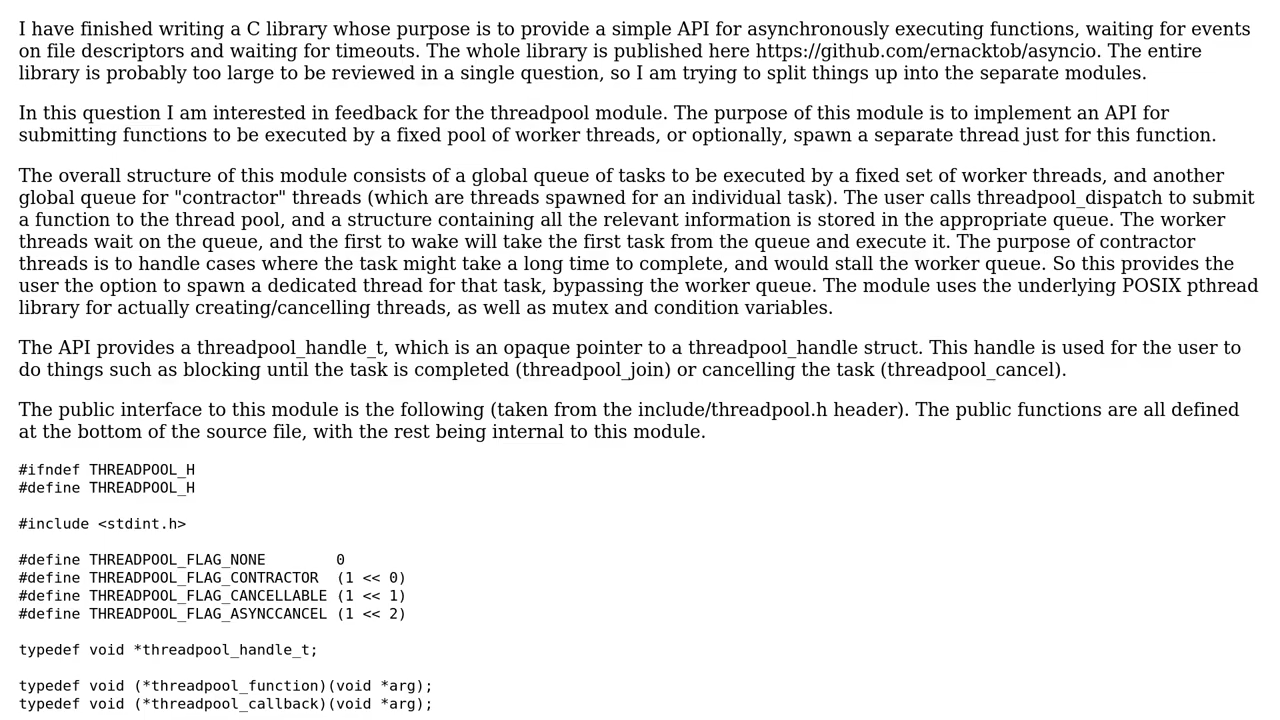 I have finished writing a C library whose purpose is to provide a simple API for asynchronously executing functions, waiting for events
on file descriptors and waiting for timeouts. The whole library is published here https://github.com/ernacktob/asyncio. The entire
library is probably too large to be reviewed in a single question, so I am trying to split things up into the separate modules.
In this question I am interested in feedback for the threadpool module. The purpose of this module is to implement an API for
submitting functions to be executed by a fixed pool of worker threads, or optionally, spawn a separate thread just for this function.
The overall structure of this module consists of a global queue of tasks to be executed by a fixed set of worker threads, and another
global queue for "contractor" threads (which are threads spawned for an individual task). The user calls threadpool_dispatch to submit
a function to the thread pool, and a structure containing all the relevant information is stored in the appropriate queue. The worker
threads wait on the queue, and the first to wake will take the first task from the queue and execute it. The purpose of contractor
threads is to handle cases where the task might take a long time to complete, and would stall the worker queue. So this provides the
user the option to spawn a dedicated thread for that task, bypassing the worker queue. The module uses the underlying POSIX pthread
library for actually creating/cancelling threads, as well as mutex and condition variables.
The API provides a threadpool_handle_t, which is an opaque pointer to a threadpool_handle struct. This handle is used for the user to
do things such as blocking until the task is completed (threadpool_join) or cancelling the task (threadpool_cancel).
The public interface to this module is the following (taken from the include/threadpool.h header). The public functions are all defined
at the bottom of the source file, with the rest being internal to this module.
#ifndef THREADPOOL_H
#define THREADPOOL_H
#include <stdint.h>
#define THREADPOOL_FLAG_NONE        0
#define THREADPOOL_FLAG_CONTRACTOR  (1 << 0)
#define THREADPOOL_FLAG_CANCELLABLE (1 << 1)
#define THREADPOOL_FLAG_ASYNCCANCEL (1 << 2)
typedef void *threadpool_handle_t;
typedef void (*threadpool_function)(void *arg);
typedef void (*threadpool_callback)(void *arg);